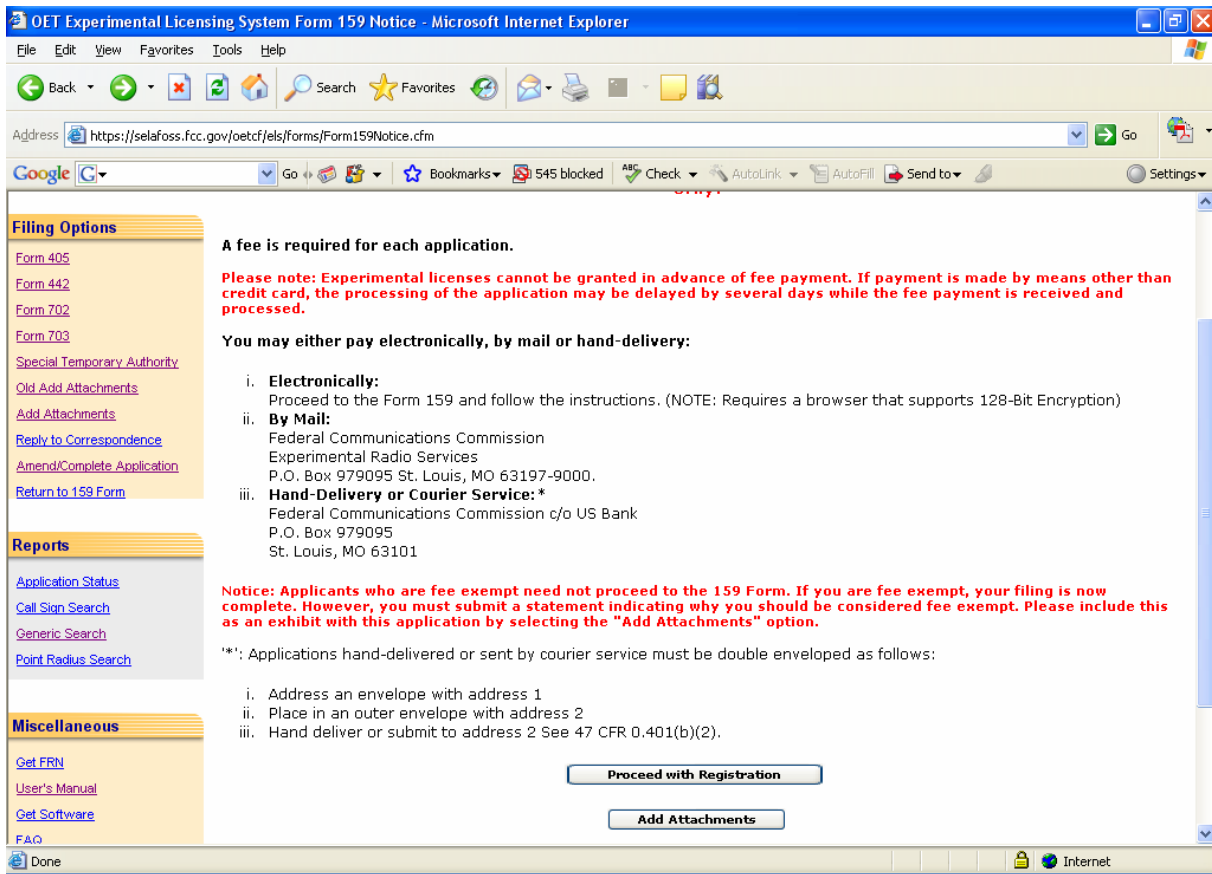 OET Experimental Licensing System Form 159 Notice - Microsoft Internet Explorer
File Edit View Favorites Tools Help
Back Search Favorites
Address https://selafoss.fcc.gov/oetcf/els/forms/Form159Notice.cfm Go
Google G Go Bookmarks 545 blocked ABC Check AutoLink AutoFill Send to Settings
Filing Options
Form 405
Form 442
Form 702
Form 703
Special Temporary Authority
Old Add Attachments
Add Attachments
Reply to Correspondence
Amend/Complete Application
Return to 159 Form
Reports
Application Status
Call Sign Search
Generic Search
Point Radius Search
Miscellaneous
Get FRN
User's Manual
Get Software
FAQ
A fee is required for each application.
Please note: Experimental licenses cannot be granted in advance of fee payment. If payment is made by means other than
credit card, the processing of the application may be delayed by several days while the fee payment is received and
processed.
You may either pay electronically, by mail or hand-delivery:
i. Electronically:
Proceed to the Form 159 and follow the instructions. (NOTE: Requires a browser that supports 128-Bit Encryption)
ii. By Mail:
Federal Communications Commission
Experimental Radio Services
P.O. Box 979095 St. Louis, MO 63197-9000.
iii. Hand-Delivery or Courier Service:*
Federal Communications Commission c/o US Bank
P.O. Box 979095
St. Louis, MO 63101
Notice: Applicants who are fee exempt need not proceed to the 159 Form. If you are fee exempt, your filing is now
complete. However, you must submit a statement indicating why you should be considered fee exempt. Please include this
as an exhibit with this application by selecting the "Add Attachments" option.
'*': Applications hand-delivered or sent by courier service must be double enveloped as follows:
i. Address an envelope with address 1
ii. Place in an outer envelope with address 2
iii. Hand deliver or submit to address 2 See 47 CFR 0.401(b)(2).
Proceed with Registration
Add Attachments
Done Internet